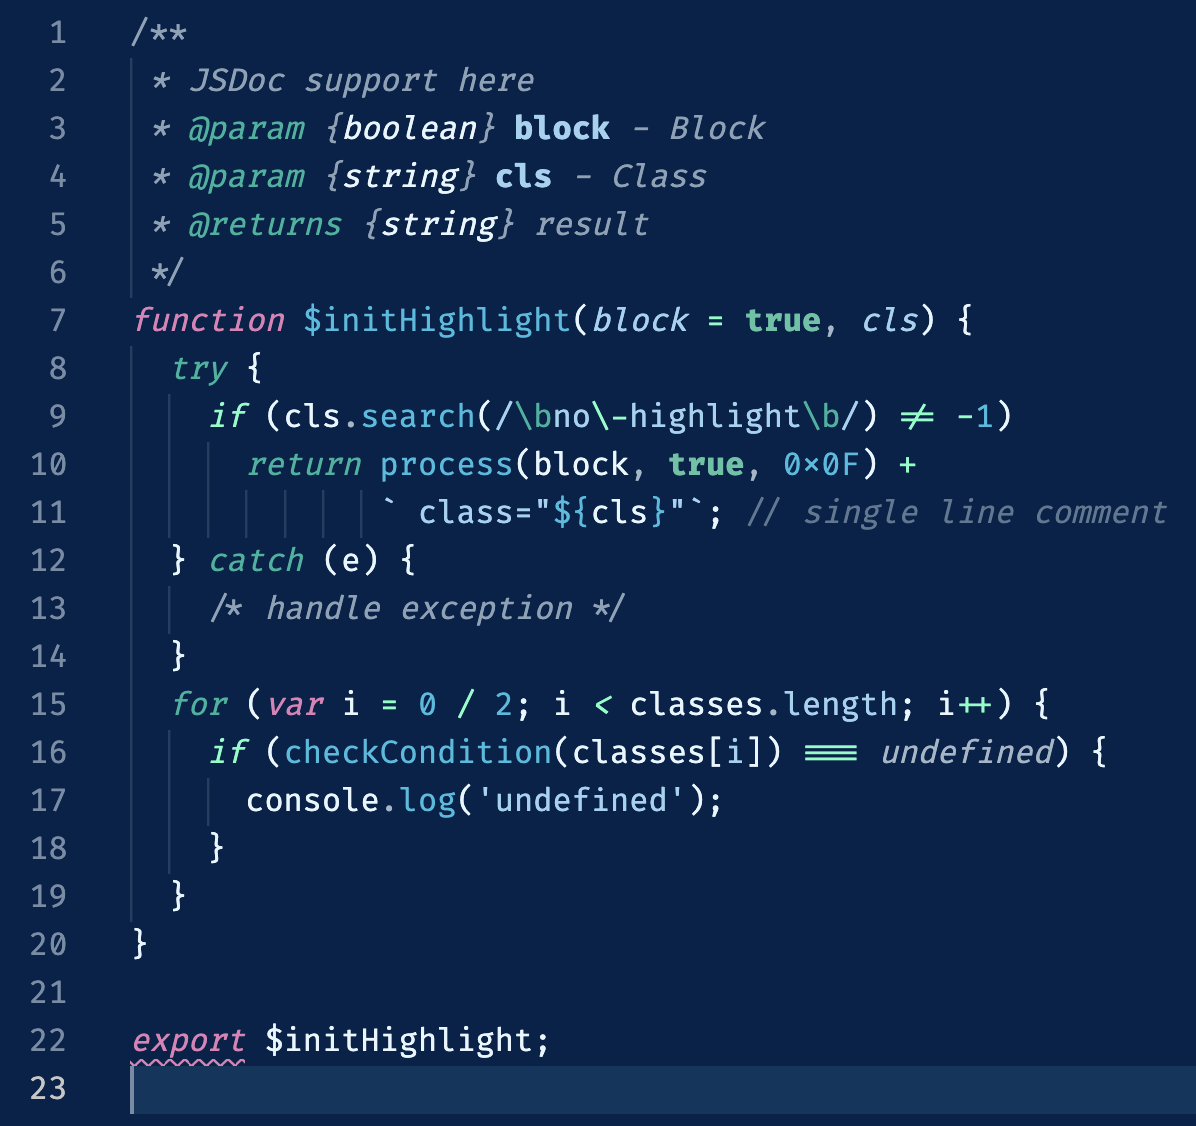 1 /**
2  * JSDoc support here
3  * @param {boolean} block - Block
4  * @param {string} cls - Class
5  * @returns {string} result
6  */
7 function $initHighlight(block = true, cls) {
8   try {
9     if (cls.search(/\bno\-highlight\b/) != -1)
10       return process(block, true, 0x0F) +
11              ` class="${cls}"`; // single line comment
12   } catch (e) {
13     /* handle exception */
14   }
15   for (var i = 0 / 2; i < classes.length; i++) {
16     if (checkCondition(classes[i]) === undefined) {
17       console.log('undefined');
18     }
19   }
20 }
21
22 export $initHighlight;
23